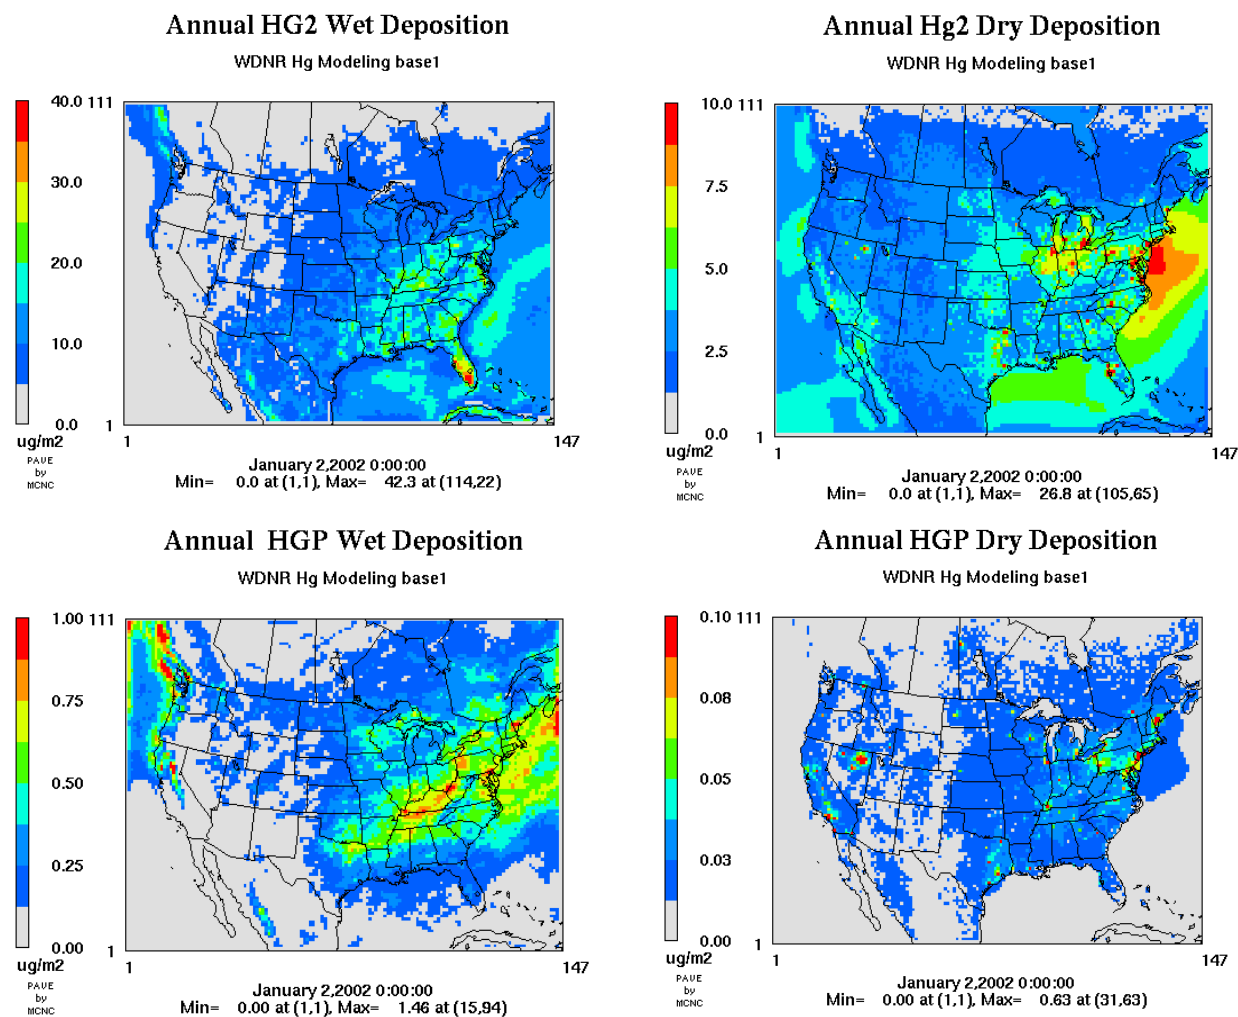 Annual HG2 Wet Deposition
WDNR Hg Modeling base1
40.0
111
30.0
20.0
10.0
0.0
1
ug/m2
1
147
PAVE
by
MCNC
January 2,2002 0:00:00
Min= 0.0 at (1,1), Max= 42.3 at (114,22)
Annual Hg2 Dry Deposition
WDNR Hg Modeling base1
10.0
111
7.5
5.0
2.5
0.0
1
ug/m2
1
147
PAVE
by
MCNC
January 2,2002 0:00:00
Min= 0.0 at (1,1), Max= 26.8 at (105,65)
Annual HGP Wet Deposition
WDNR Hg Modeling base1
1.00
111
0.75
0.50
0.25
0.00
1
ug/m2
1
147
PAVE
by
MCNC
January 2,2002 0:00:00
Min= 0.00 at (1,1), Max= 1.46 at (15,94)
Annual HGP Dry Deposition
WDNR Hg Modeling base1
0.10
111
0.08
0.05
0.03
0.00
1
ug/m2
1
147
PAVE
by
MCNC
January 2,2002 0:00:00
Min= 0.00 at (1,1), Max= 0.63 at (31,63)